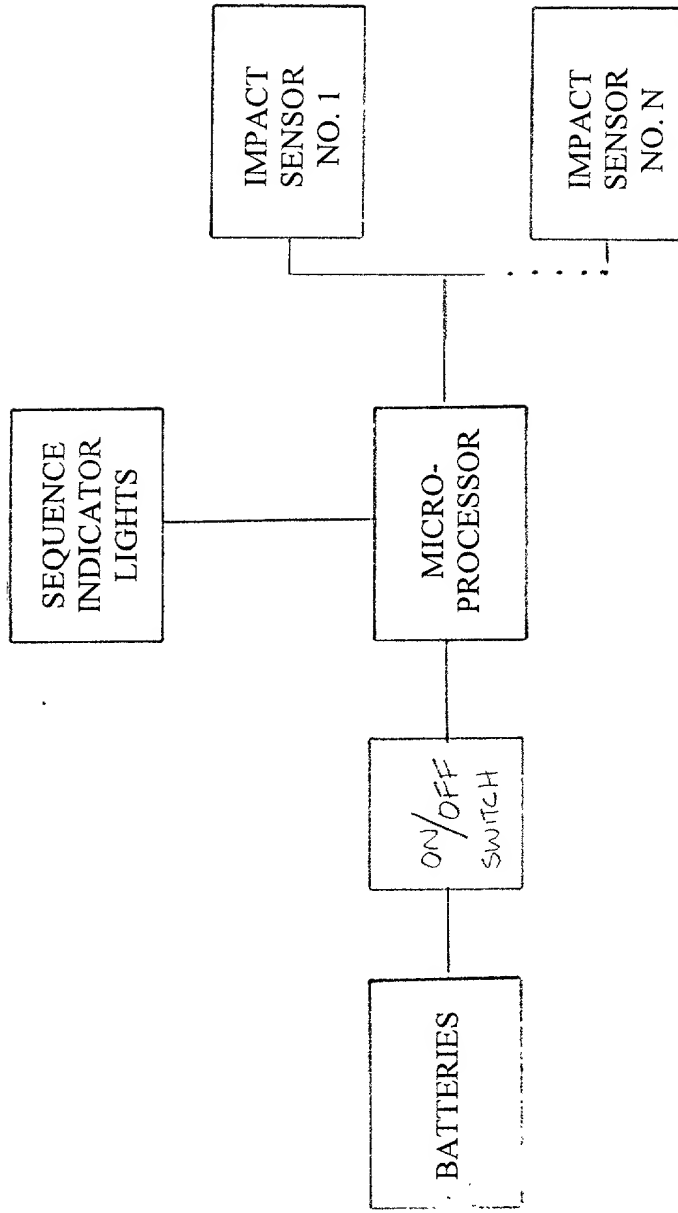 SEQUENCE
INDICATOR
LIGHTS
BATTERIES
ON/OFF
SWITCH
MICRO-
PROCESSOR
IMPACT
SENSOR
NO. 1
IMPACT
SENSOR
NO. N